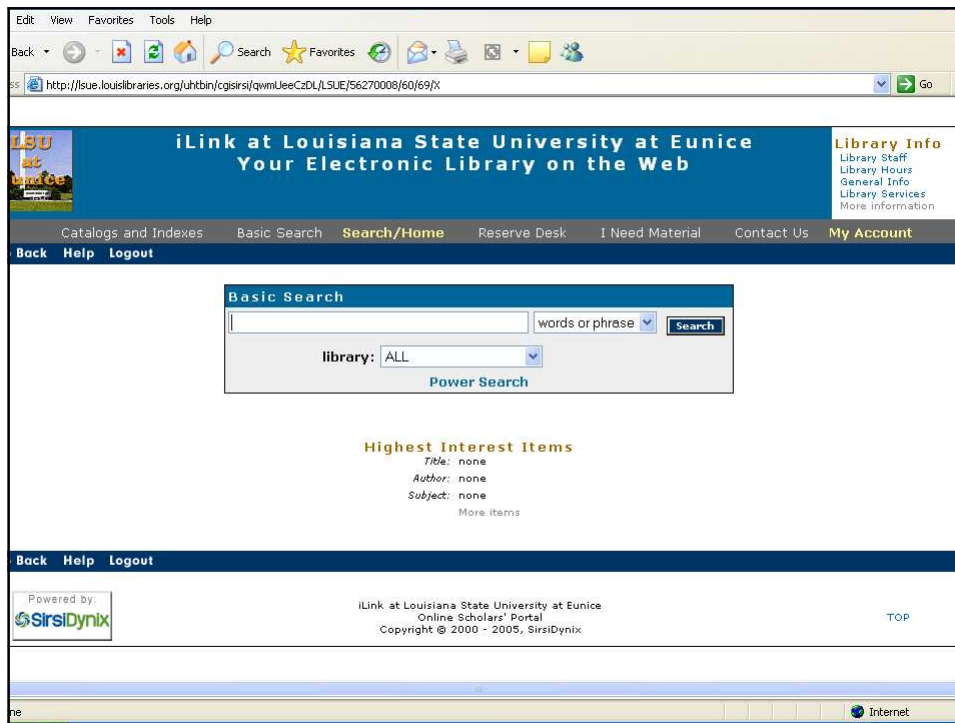 Edit View Favorites Tools Help
Back Search Favorites
ss http://lsue.louislibraries.org/uhtbin/cgisirsi/qwmUeeCzDL/LSUE/56270008/60/69/X Go
LSU
at
iLink at Louisiana State University at Eunice
Your Electronic Library on the Web
Library Info
Library Staff
Library Hours
General Info
Library Services
More information
Catalogs and Indexes Basic Search Search/Home Reserve Desk I Need Material Contact Us My Account
Back Help Logout
Basic Search
words or phrase Search
library: ALL
Power Search
Highest Interest Items
Title: none
Author: none
Subject: none
More items
Back Help Logout
Powered by:
SirsiDynix
iLink at Louisiana State University at Eunice
Online Scholars' Portal
Copyright © 2000 - 2005, SirsiDynix
TOP
ne Internet